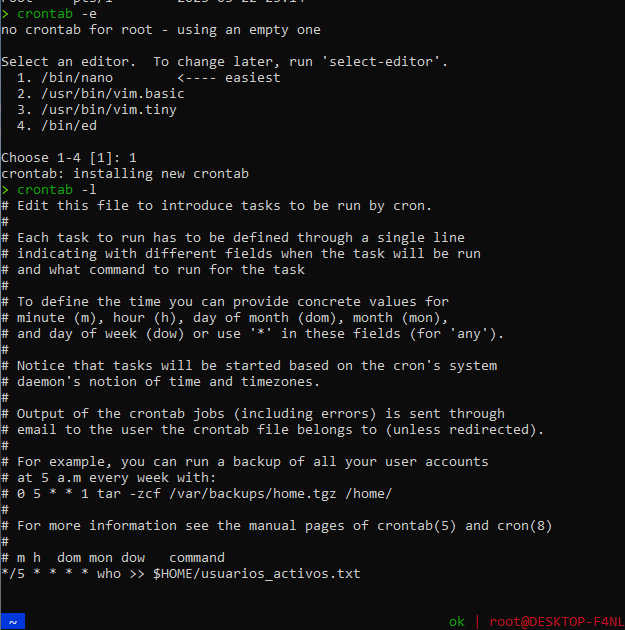 > crontab -e
no crontab for root - using an empty one
Select an editor.  To change later, run 'select-editor'.
  1. /bin/nano        <---- easiest
  2. /usr/bin/vim.basic
  3. /usr/bin/vim.tiny
  4. /bin/ed
Choose 1-4 [1]: 1
crontab: installing new crontab
> crontab -l
# Edit this file to introduce tasks to be run by cron.
#
# Each task to run has to be defined through a single line
# indicating with different fields when the task will be run
# and what command to run for the task
#
# To define the time you can provide concrete values for
# minute (m), hour (h), day of month (dom), month (mon),
# and day of week (dow) or use '*' in these fields (for 'any').
#
# Notice that tasks will be started based on the cron's system
# daemon's notion of time and timezones.
#
# Output of the crontab jobs (including errors) is sent through
# email to the user the crontab file belongs to (unless redirected).
#
# For example, you can run a backup of all your user accounts
# at 5 a.m every week with:
# 0 5 * * 1 tar -zcf /var/backups/home.tgz /home/
#
# For more information see the manual pages of crontab(5) and cron(8)
#
# m h  dom mon dow   command
*/5 * * * * who >> $HOME/usuarios_activos.txt
~ ok | root@DESKTOP-F4NL